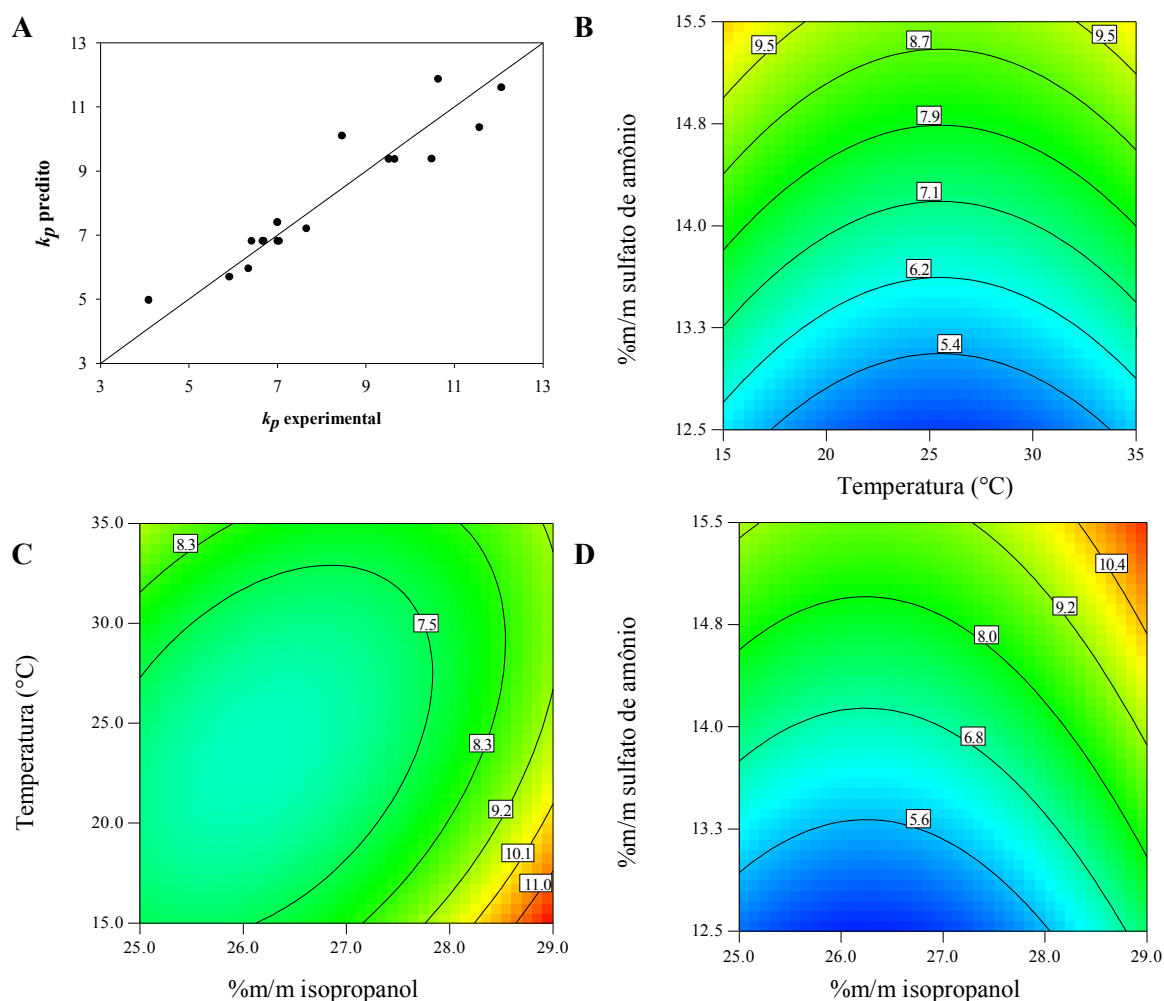 A
13
11
9
7
5
3
3 5 7 9 11 13
kp predito
kp experimental
B
15.5
14.8
14.0
13.3
12.5
15 20 25 30 35
%m/m sulfato de amônio
Temperatura (°C)
9.5
8.7
9.5
7.9
7.1
6.2
5.4
C
35.0
30.0
25.0
20.0
15.0
25.0 26.0 27.0 28.0 29.0
Temperatura (°C)
%m/m isopropanol
8.3
7.5
8.3
9.2
10.1
11.0
D
15.5
14.8
14.0
13.3
12.5
25.0 26.0 27.0 28.0 29.0
%m/m sulfato de amônio
%m/m isopropanol
10.4
9.2
8.0
6.8
5.6